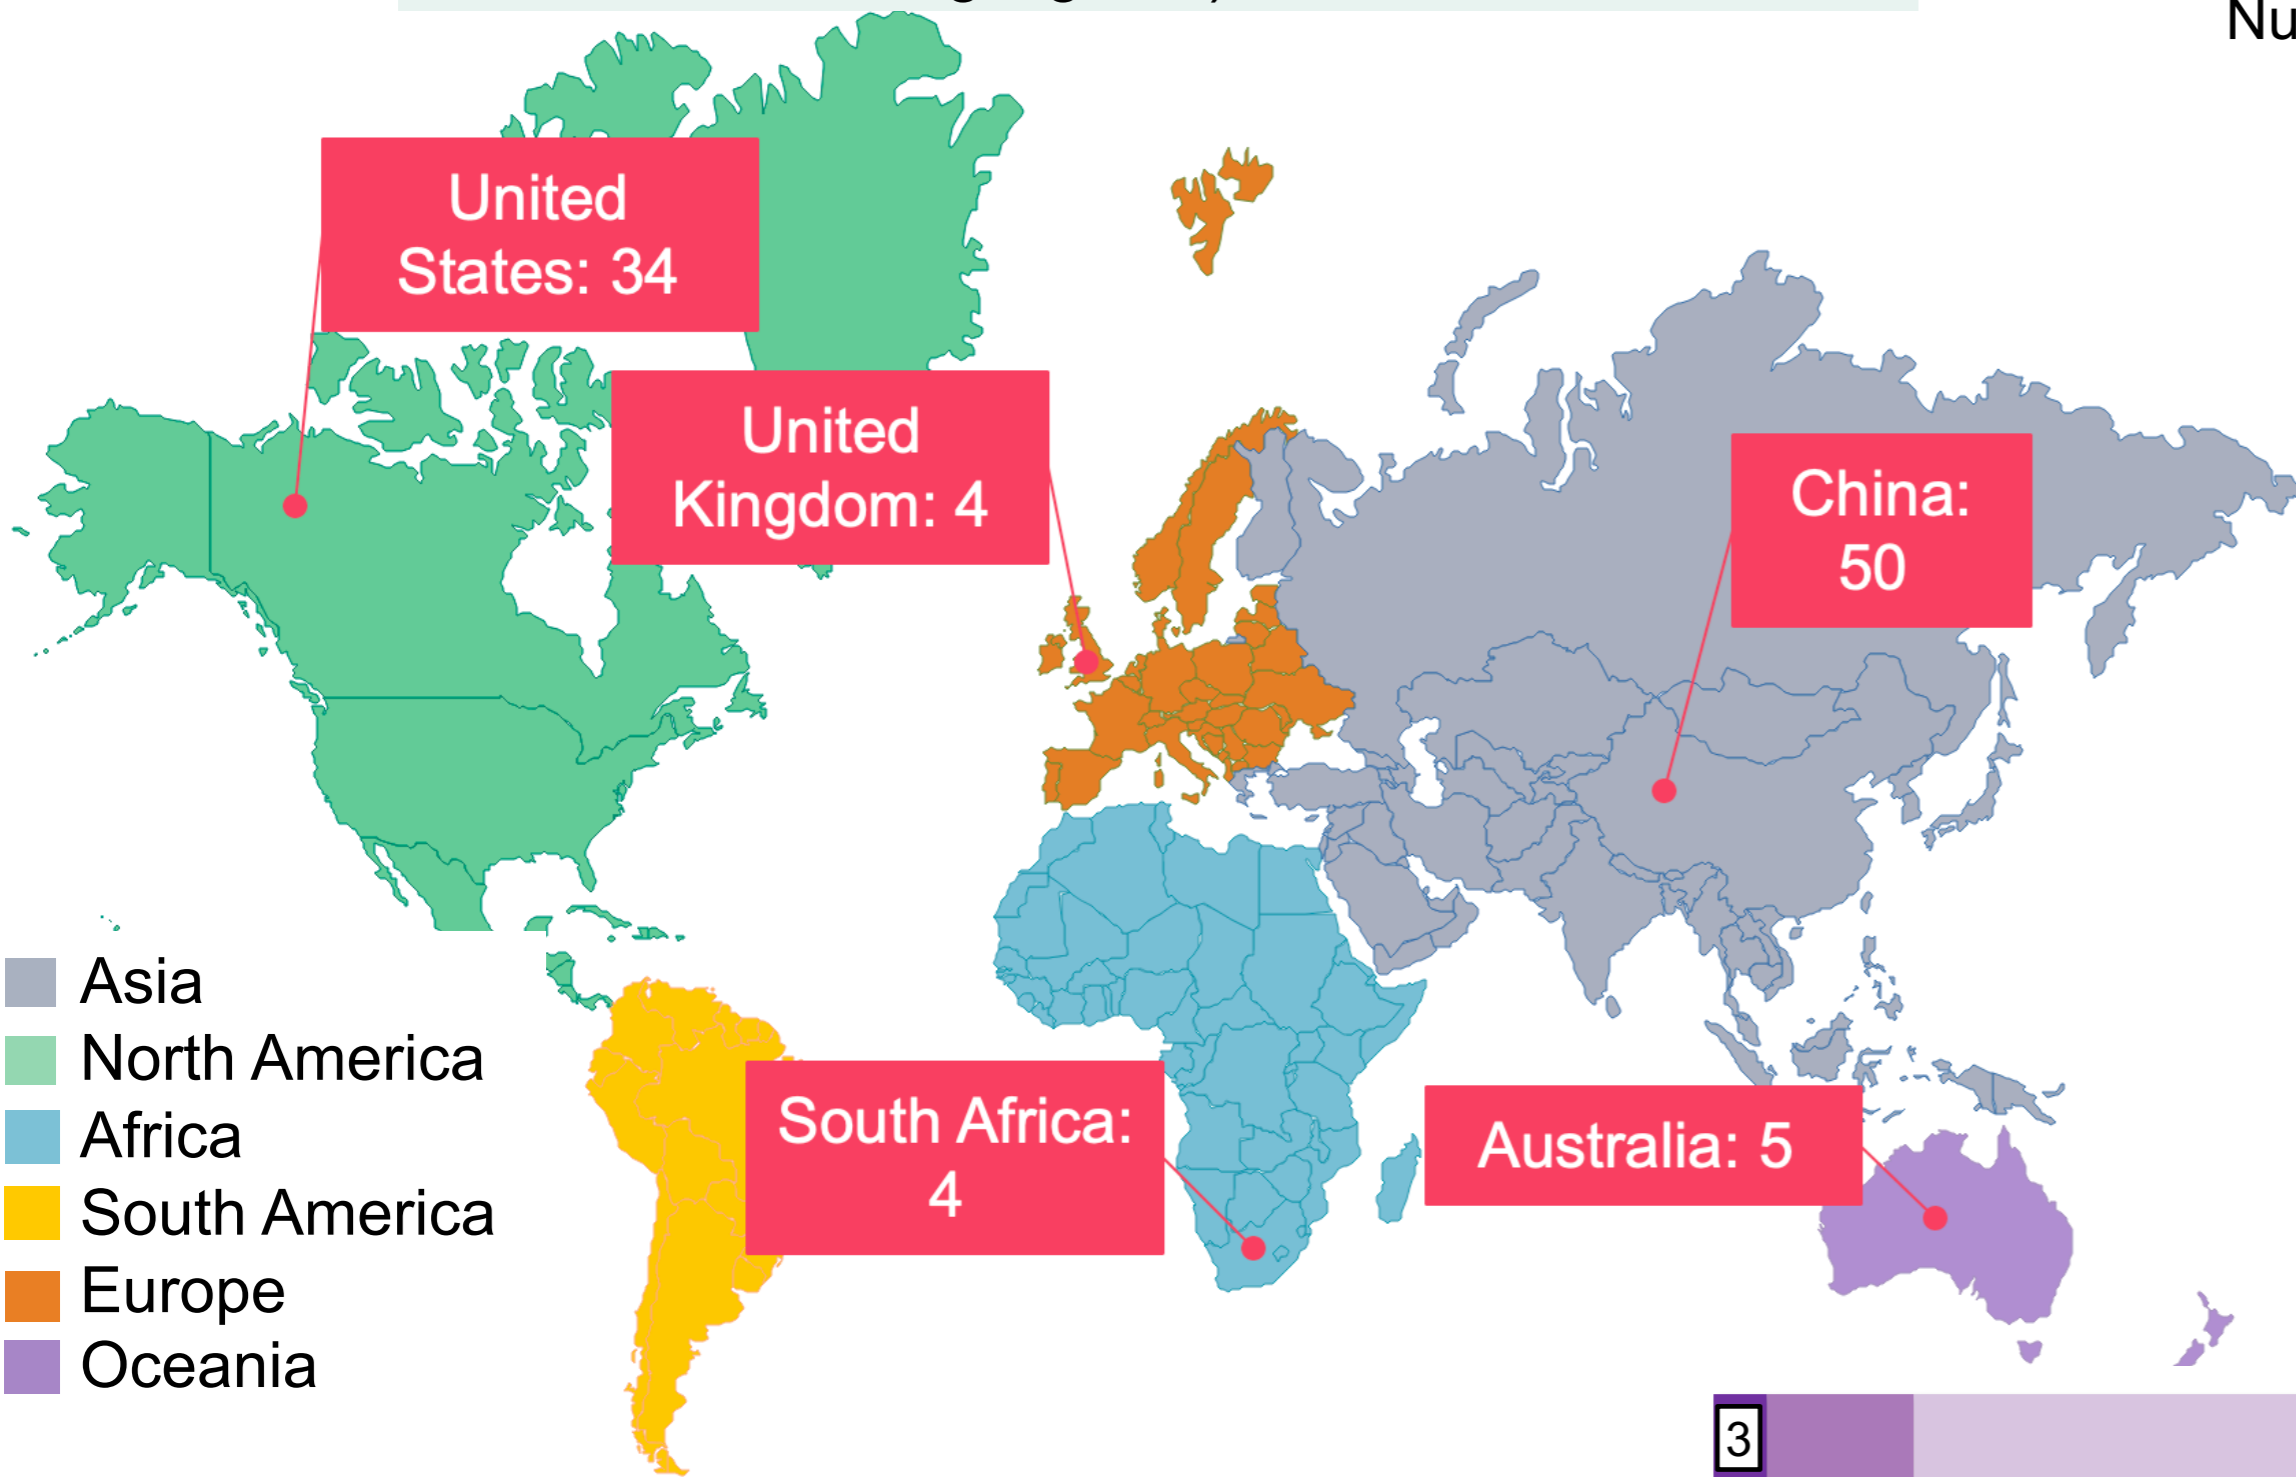 Nu
United
States: 34
United
Kingdom: 4
China:
50
South Africa:
4
Australia: 5
Asia
North America
Africa
South America
Europe
Oceania
3